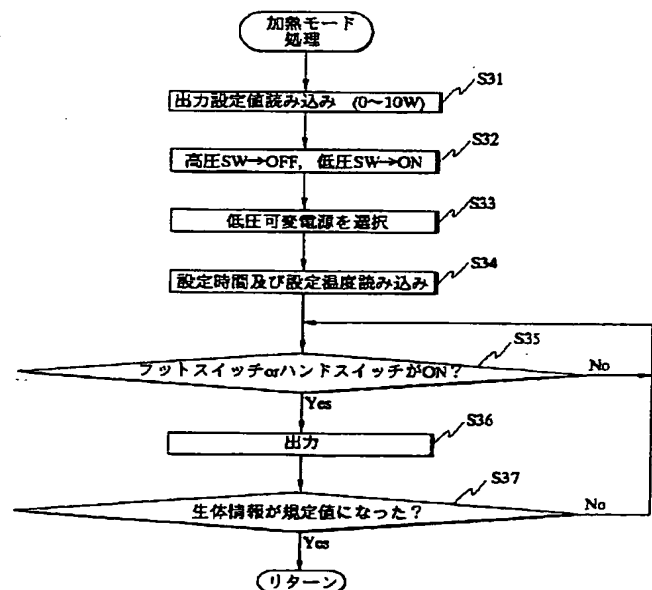 加熱モード
処理
S31
出力設定値読み込み (0〜10W)
S32
高圧SW→OFF, 低圧SW→ON
S33
低圧可変電源を選択
S34
設定時間及び設定温度読み込み
S35
フットスイッチorハンドスイッチがON?
No
Yes
S36
出力
S37
生体情報が規定値になった?
No
Yes
リターン